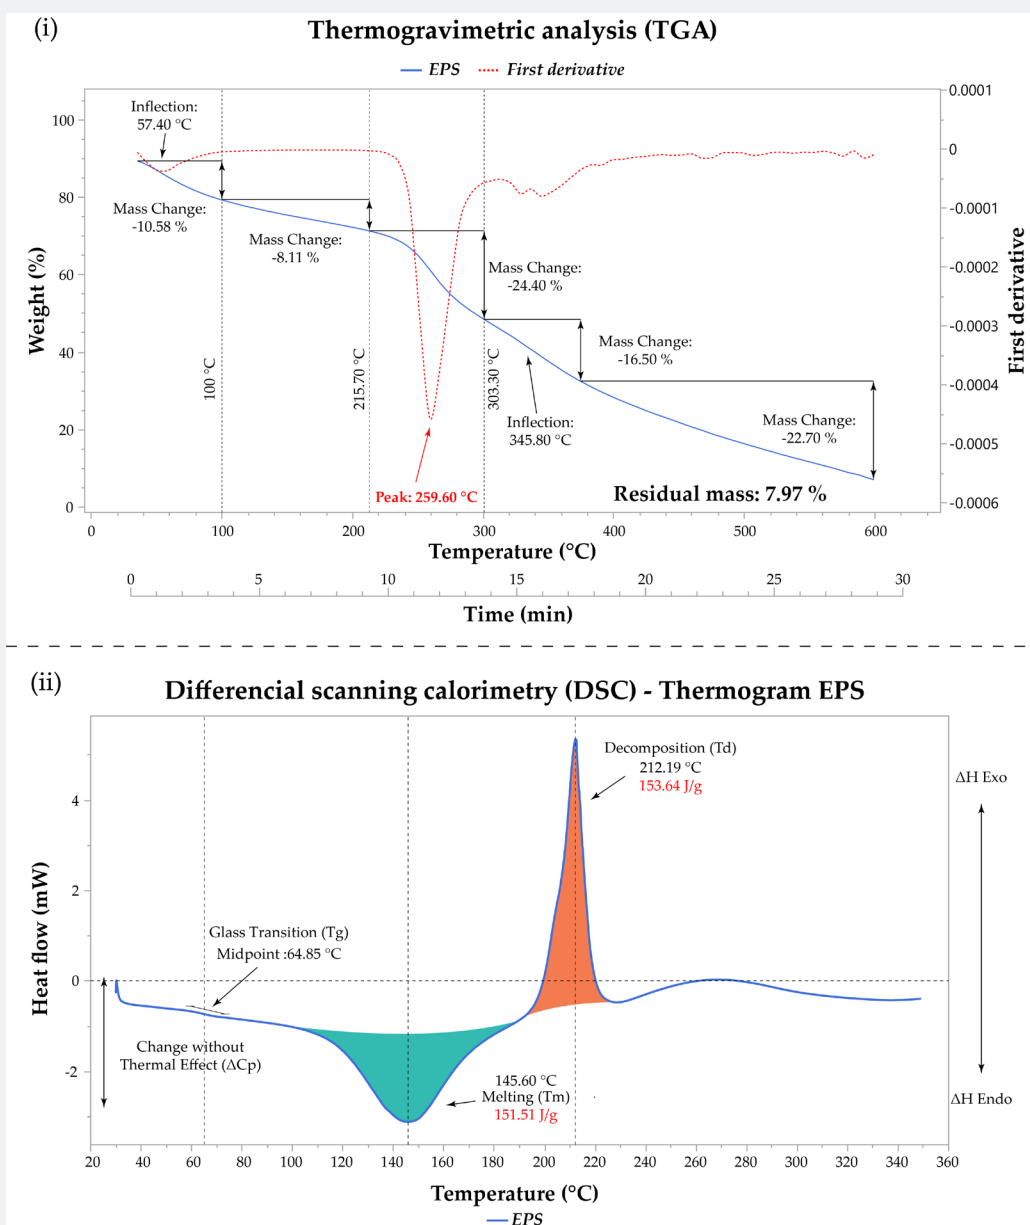 (i)
Thermogravimetric analysis (TGA)
EPS
First derivative
0.0001
0
-0.0001
-0.0002
-0.0003
-0.0004
-0.0005
-0.0006
First derivative
100
80
60
40
20
0
Weight (%)
Inflection:
57.40 °C
Mass Change:
-10.58 %
Mass Change:
-8.11 %
Mass Change:
-24.40 %
Mass Change:
-16.50 %
Mass Change:
-22.70 %
100 °C
215.70 °C
303.30 °C
Inflection:
345.80 °C
Peak: 259.60 °C
Residual mass: 7.97 %
0 100 200 300 400 500 600
Temperature (°C)
0 5 10 15 20 25 30
Time (min)
(ii)
Differencial scanning calorimetry (DSC) - Thermogram EPS
Decomposition (Td)
212.19 °C
153.64 J/g
ΔH Exo
4
2
0
-2
Heat flow (mW)
Glass Transition (Tg)
Midpoint :64.85 °C
Change without
Thermal Effect (ΔCp)
145.60 °C
Melting (Tm)
151.51 J/g
ΔH Endo
20 40 60 80 100 120 140 160 180 200 220 240 260 280 300 320 340 360
Temperature (°C)
EPS